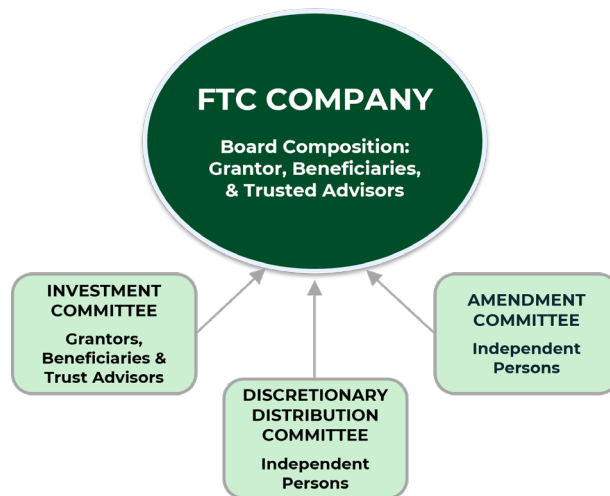 FTC COMPANY
Board Composition:
Grantor, Beneficiaries,
& Trusted Advisors
INVESTMENT
COMMITTEE
Grantors,
Beneficiaries &
Trust Advisors
DISCRETIONARY
DISTRIBUTION
COMMITTEE
Independent
Persons
AMENDMENT
COMMITTEE
Independent
Persons